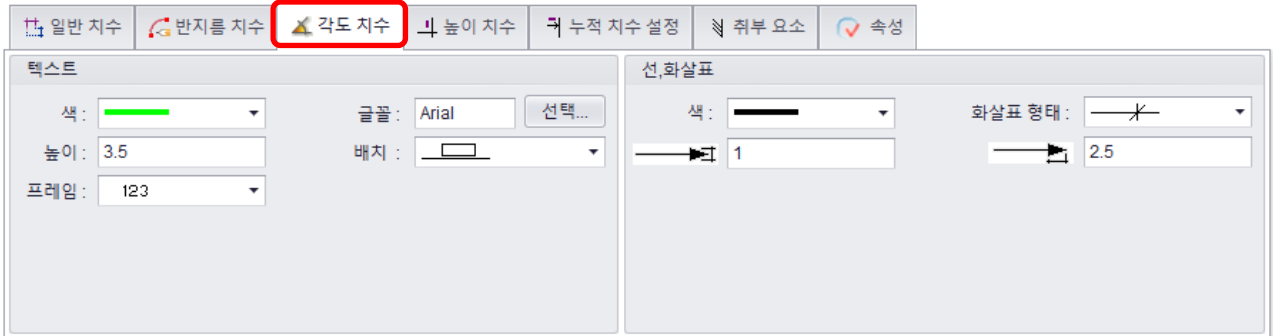 일반 치수 반지름 치수 각도 치수 높이 치수 누적 치수 설정 취부 요소 속성
텍스트 선,화살표
색 : 글꼴 : Arial 선택... 색 : 화살표 형태 :
높이 : 3.5 배치 : 1 2.5
프레임 : 123